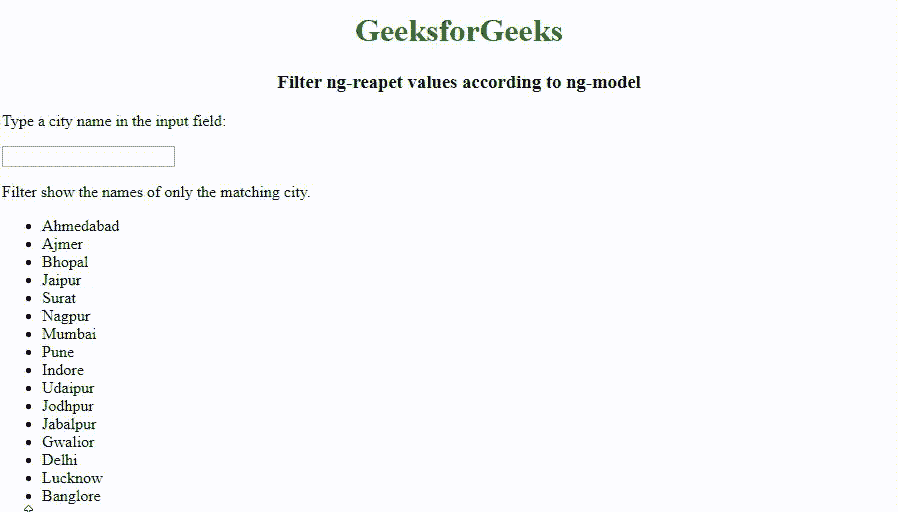 GeeksforGeeks
Filter ng-reapet values according to ng-model
Type a city name in the input field:
Filter show the names of only the matching city.
Ahmedabad
Ajmer
Bhopal
Jaipur
Surat
Nagpur
Mumbai
Pune
Indore
Udaipur
Jodhpur
Jabalpur
Gwalior
Delhi
Lucknow
Banglore